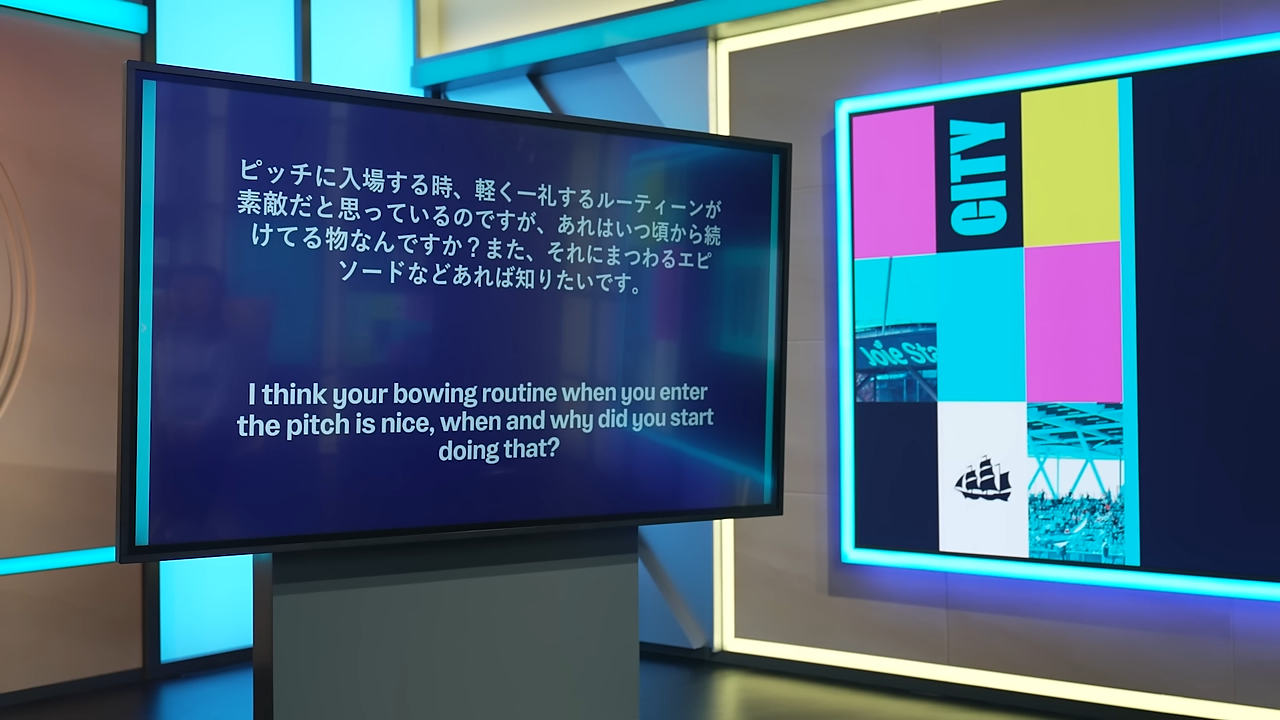 ピッチに入場する時、軽く一礼するルーティーンが
素敵だと思っているのですが、あれはいつ頃から続
けてる物なんですか？また、それにまつわるエピ
ソードなどあれば知りたいです。
I think your bowing routine when you enter
the pitch is nice, when and why did you start
doing that?
CITY
Joie Sta